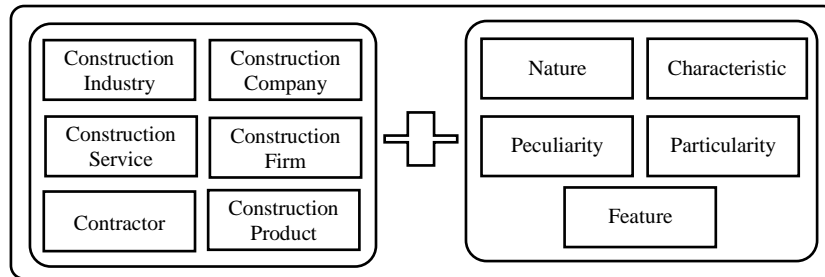 Construction
Industry
Construction
Company
Construction
Service
Construction
Firm
Contractor
Construction
Product
Nature
Characteristic
Peculiarity
Particularity
Feature